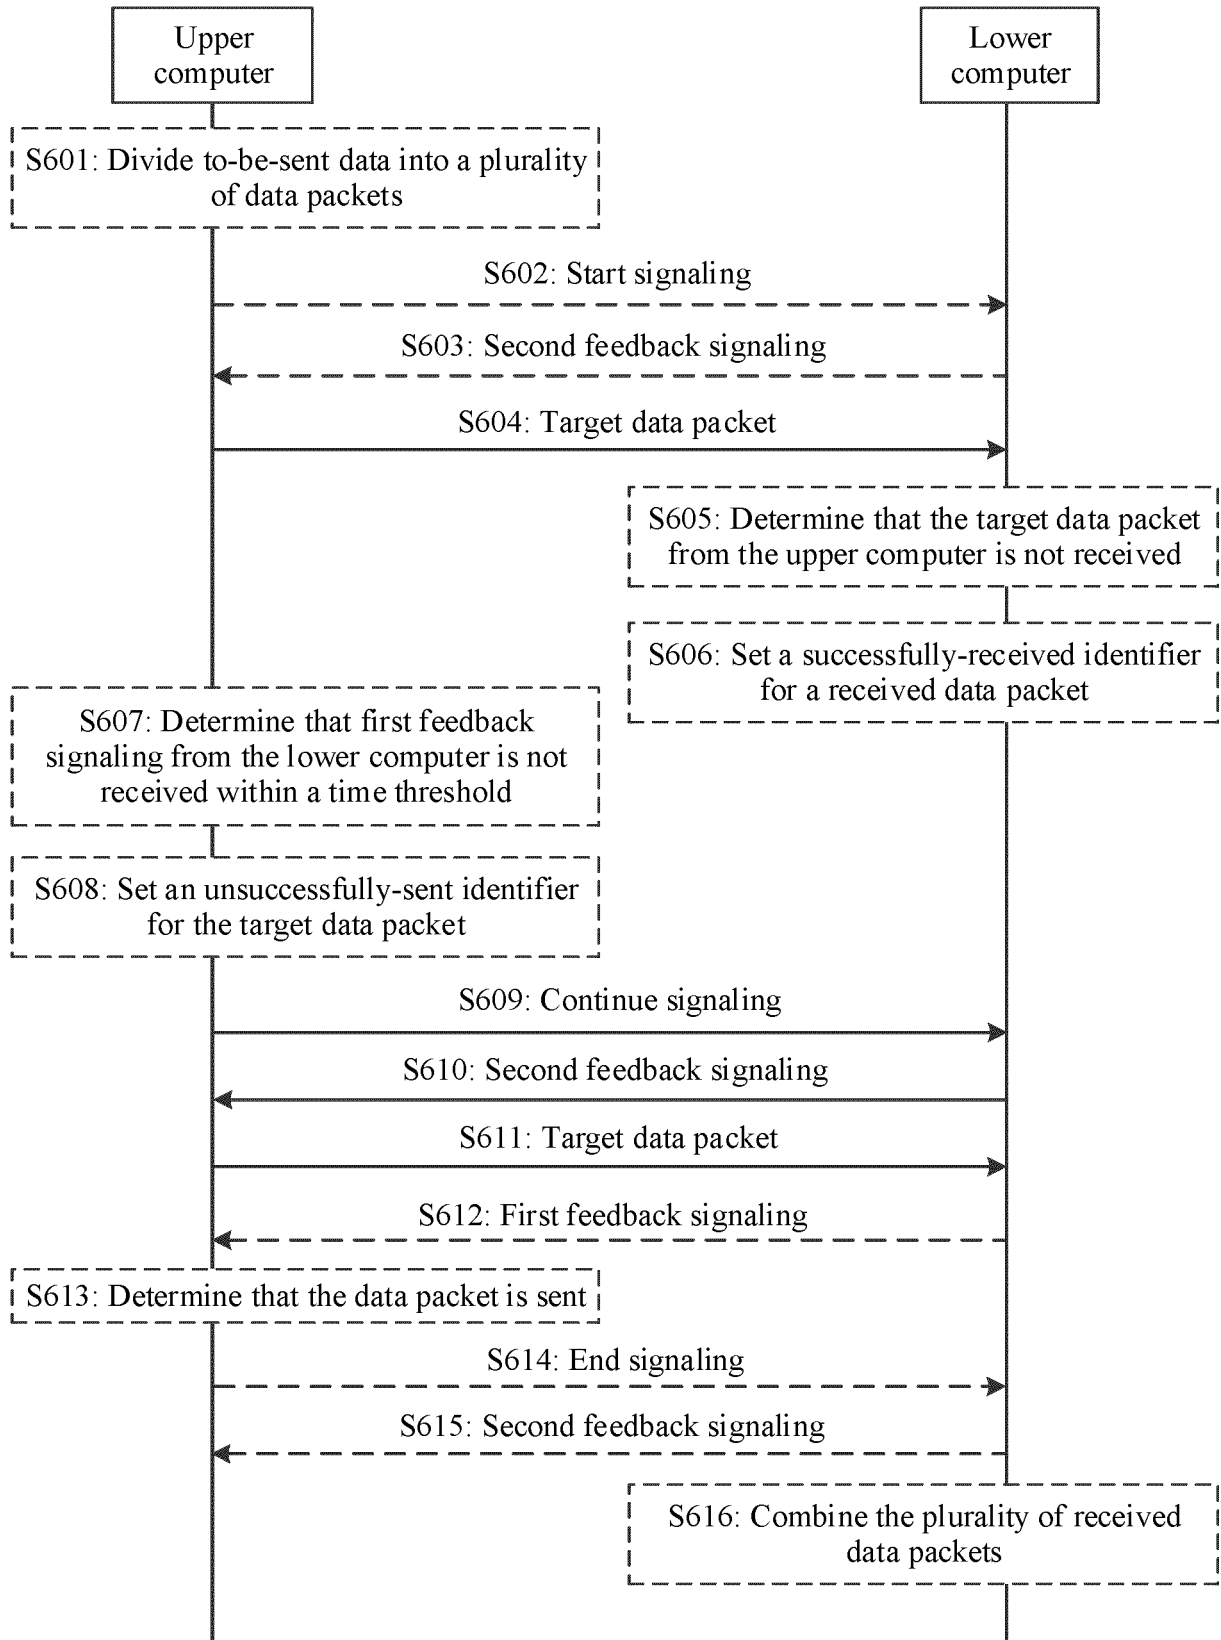 Upper
computer
Lower
computer
S601: Divide to-be-sent data into a plurality
of data packets
S602: Start signaling
S603: Second feedback signaling
S604: Target data packet
S605: Determine that the target data packet
from the upper computer is not received
S606: Set a successfully-received identifier
for a received data packet
S607: Determine that first feedback
signaling from the lower computer is not
received within a time threshold
S608: Set an unsuccessfully-sent identifier
for the target data packet
S609: Continue signaling
S610: Second feedback signaling
S611: Target data packet
S612: First feedback signaling
S613: Determine that the data packet is sent
S614: End signaling
S615: Second feedback signaling
S616: Combine the plurality of received
data packets